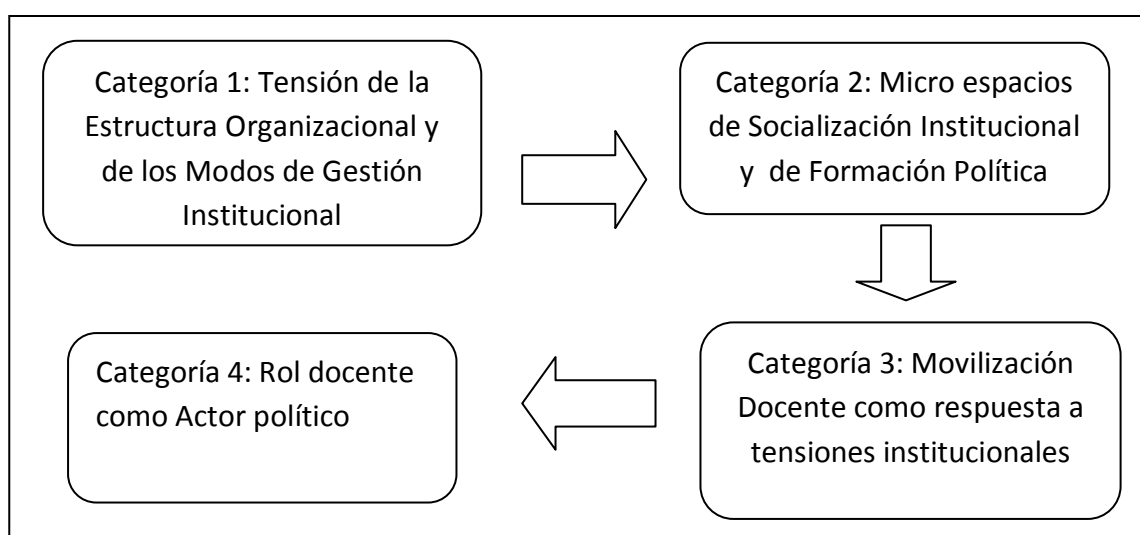 Categoría 1: Tensión de la
Estructura Organizacional y
de los Modos de Gestión
Institucional
Categoría 2: Micro espacios
de Socialización Institucional
y de Formación Política
Categoría 3: Movilización
Docente como respuesta a
tensiones institucionales
Categoría 4: Rol docente
como Actor político